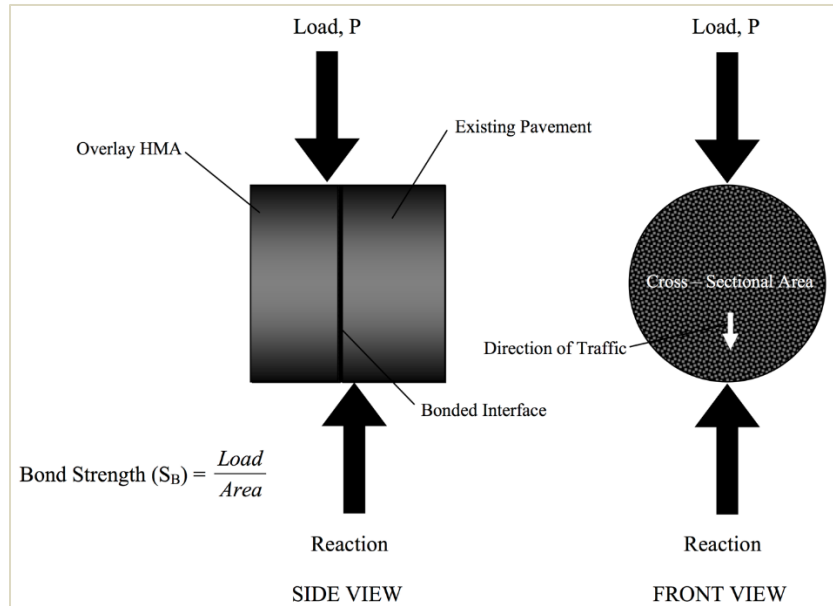 Load, P
Load, P
Overlay HMA
Existing Pavement
Cross – Sectional Area
Direction of Traffic
Bonded Interface
Bond Strength (S_B) = Load
Area
Reaction
Reaction
SIDE VIEW
FRONT VIEW